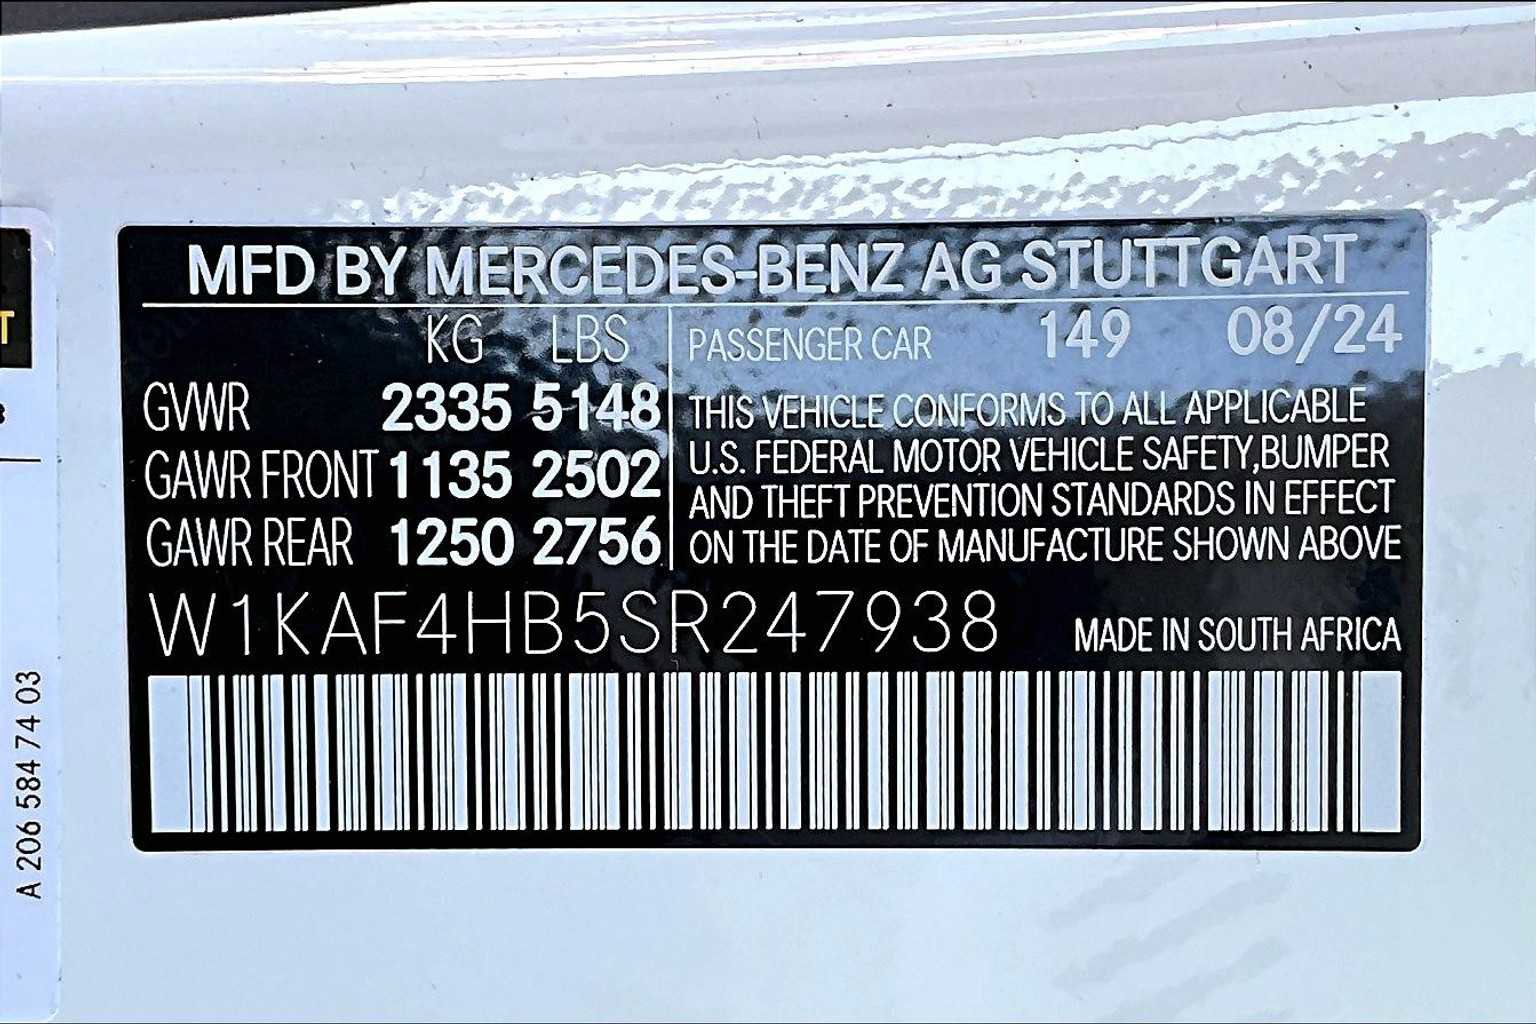 MFD BY MERCEDES-BENZ AG STUTTGART
KG LBS
GVWR 2335 5148
GAWR FRONT 1135 2502
GAWR REAR 1250 2756
PASSENGER CAR 149 08/24
THIS VEHICLE CONFORMS TO ALL APPLICABLE
U.S. FEDERAL MOTOR VEHICLE SAFETY,BUMPER
AND THEFT PREVENTION STANDARDS IN EFFECT
ON THE DATE OF MANUFACTURE SHOWN ABOVE
W1KAF4HB5SR247938
MADE IN SOUTH AFRICA
A 206 584 74 03